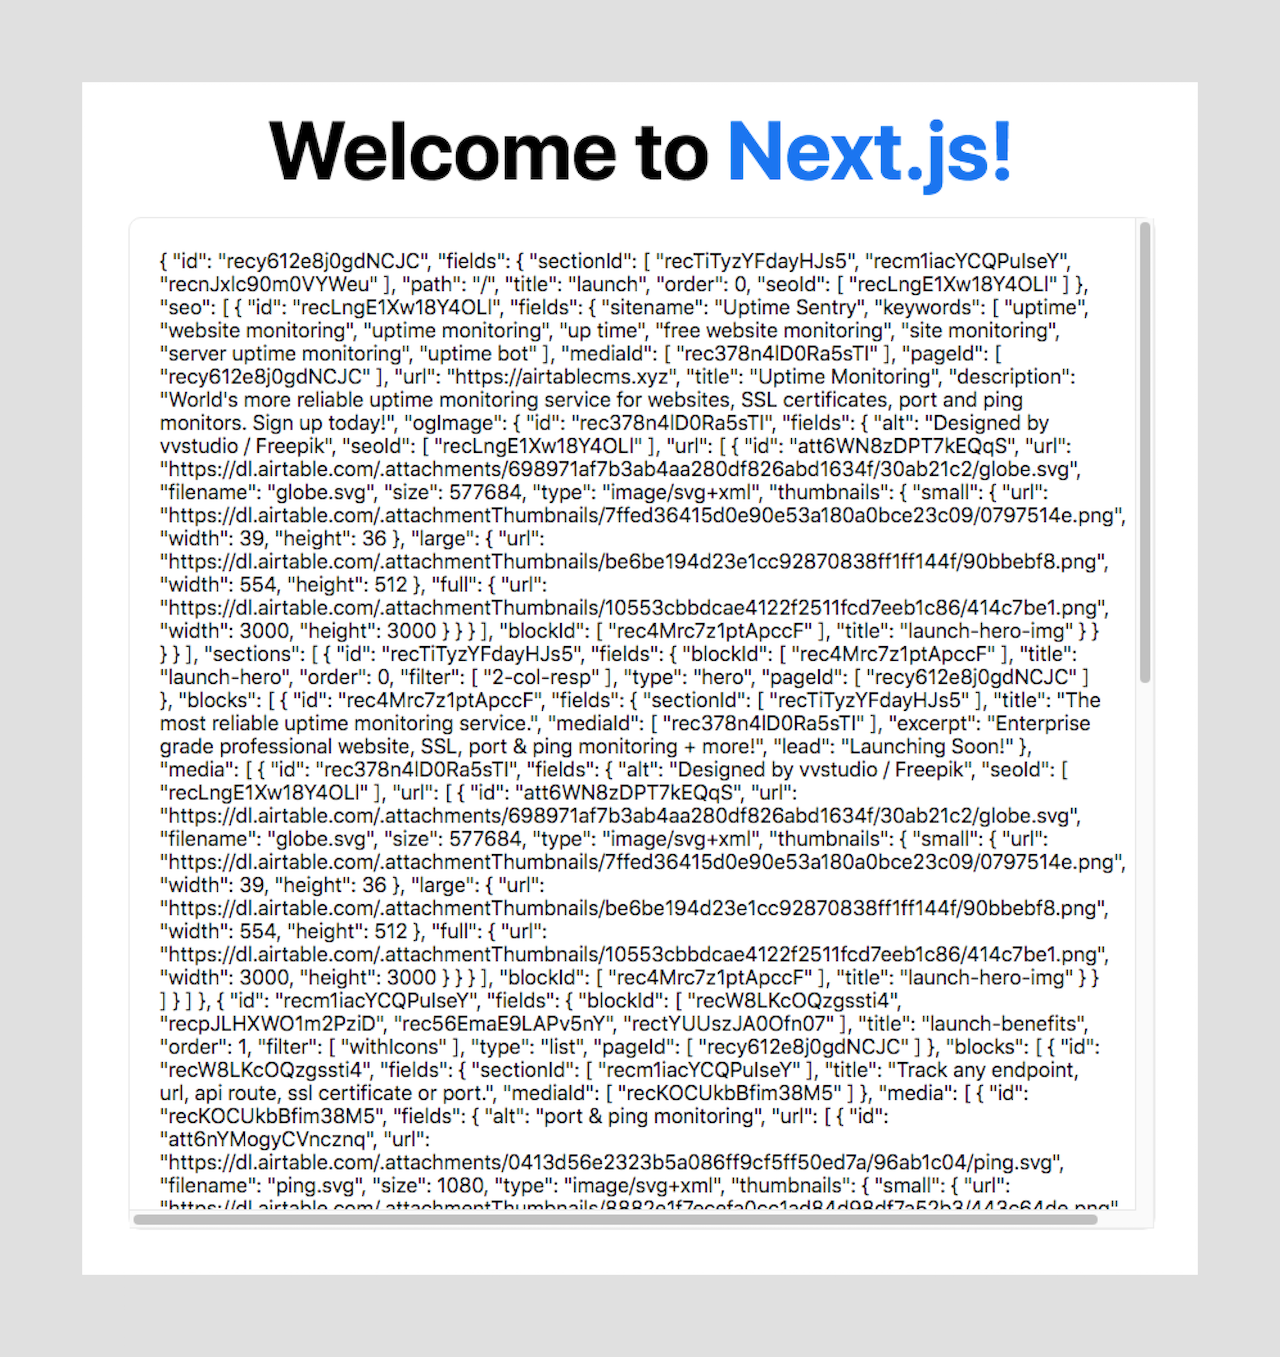 Welcome to Next.js!
{ "id": "recy612e8j0gdNCJC", "fields": { "sectionId": [ "recTiTyzYFdayHJs5", "recm1iacYCQPulseY",
"recnJxlc90m0VYWeu" ], "path": "/", "title": "launch", "order": 0, "seoId": [ "recLngE1Xw18Y4OLl" ] },
"seo": [ { "id": "recLngE1Xw18Y4OLl", "fields": { "sitename": "Uptime Sentry", "keywords": [ "uptime",
"website monitoring", "uptime monitoring", "up time", "free website monitoring", "site monitoring",
"server uptime monitoring", "uptime bot" ], "mediaId": [ "rec378n4lD0Ra5sTl" ], "pageId": [
"recy612e8j0gdNCJC" ], "url": "https://airtablecms.xyz", "title": "Uptime Monitoring", "description":
"World's more reliable uptime monitoring service for websites, SSL certificates, port and ping
monitors. Sign up today!", "ogImage": { "id": "rec378n4lD0Ra5sTl", "fields": { "alt": "Designed by
vvstudio / Freepik", "seoId": [ "recLngE1Xw18Y4OLl" ], "url": [ { "id": "att6WN8zDPT7kEQqS", "url":
"https://dl.airtable.com/.attachments/698971af7b3ab4aa280df826abd1634f/30ab21c2/globe.svg",
"filename": "globe.svg", "size": 577684, "type": "image/svg+xml", "thumbnails": { "small": { "url":
"https://dl.airtable.com/.attachmentThumbnails/7ffed36415d0e90e53a180a0bce23c09/0797514e.png",
"width": 39, "height": 36 }, "large": { "url":
"https://dl.airtable.com/.attachmentThumbnails/be6be194d23e1cc92870838ff1ff144f/90bbebf8.png",
"width": 554, "height": 512 }, "full": { "url":
"https://dl.airtable.com/.attachmentThumbnails/10553cbbdcae4122f2511fcd7eeb1c86/414c7be1.png",
"width": 3000, "height": 3000 } } } ], "blockId": [ "rec4Mrc7z1ptApccF" ], "title": "launch-hero-img" } }
} } ], "sections": [ { "id": "recTiTyzYFdayHJs5", "fields": { "blockId": [ "rec4Mrc7z1ptApccF" ], "title":
"launch-hero", "order": 0, "filter": [ "2-col-resp" ], "type": "hero", "pageId": [ "recy612e8j0gdNCJC" ]
}, "blocks": [ { "id": "rec4Mrc7z1ptApccF", "fields": { "sectionId": [ "recTiTyzYFdayHJs5" ], "title": "The
most reliable uptime monitoring service.", "mediaId": [ "rec378n4lD0Ra5sTl" ], "excerpt": "Enterprise
grade professional website, SSL, port & ping monitoring + more!", "lead": "Launching Soon!" },
"media": [ { "id": "rec378n4lD0Ra5sTl", "fields": { "alt": "Designed by vvstudio / Freepik", "seoId": [
"recLngE1Xw18Y4OLl" ], "url": [ { "id": "att6WN8zDPT7kEQqS", "url":
"https://dl.airtable.com/.attachments/698971af7b3ab4aa280df826abd1634f/30ab21c2/globe.svg",
"filename": "globe.svg", "size": 577684, "type": "image/svg+xml", "thumbnails": { "small": { "url":
"https://dl.airtable.com/.attachmentThumbnails/7ffed36415d0e90e53a180a0bce23c09/0797514e.png",
"width": 39, "height": 36 }, "large": { "url":
"https://dl.airtable.com/.attachmentThumbnails/be6be194d23e1cc92870838ff1ff144f/90bbebf8.png",
"width": 554, "height": 512 }, "full": { "url":
"https://dl.airtable.com/.attachmentThumbnails/10553cbbdcae4122f2511fcd7eeb1c86/414c7be1.png",
"width": 3000, "height": 3000 } } } ], "blockId": [ "rec4Mrc7z1ptApccF" ], "title": "launch-hero-img" } }
] } ] }, { "id": "recm1iacYCQPulseY", "fields": { "blockId": [ "recW8LKcOQzgssti4",
"recpJLHXWO1m2PziD", "rec56EmaE9LAPv5nY", "rectYUUszJA0Ofn07" ], "title": "launch-benefits",
"order": 1, "filter": [ "withIcons" ], "type": "list", "pageId": [ "recy612e8j0gdNCJC" ] }, "blocks": [ { "id":
"recW8LKcOQzgssti4", "fields": { "sectionId": [ "recm1iacYCQPulseY" ], "title": "Track any endpoint,
url, api route, ssl certificate or port.", "mediaId": [ "recKOCUkbBfim38M5" ] }, "media": [ { "id":
"recKOCUkbBfim38M5", "fields": { "alt": "port & ping monitoring", "url": [ { "id":
"att6nYMogyCVncznq", "url":
"https://dl.airtable.com/.attachments/0413d56e2323b5a086ff9cf5ff50ed7a/96ab1c04/ping.svg",
"filename": "ping.svg", "size": 1080, "type": "image/svg+xml", "thumbnails": { "small": { "url":